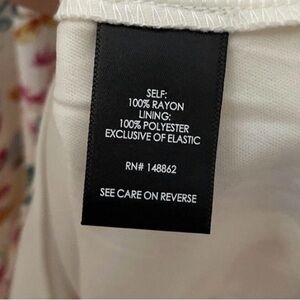 SELF:
100% RAYON
LINING;
100% POLYESTER
EXCLUSIVE OF ELASTIC
RN# 148862
SEE CARE ON REVERSE